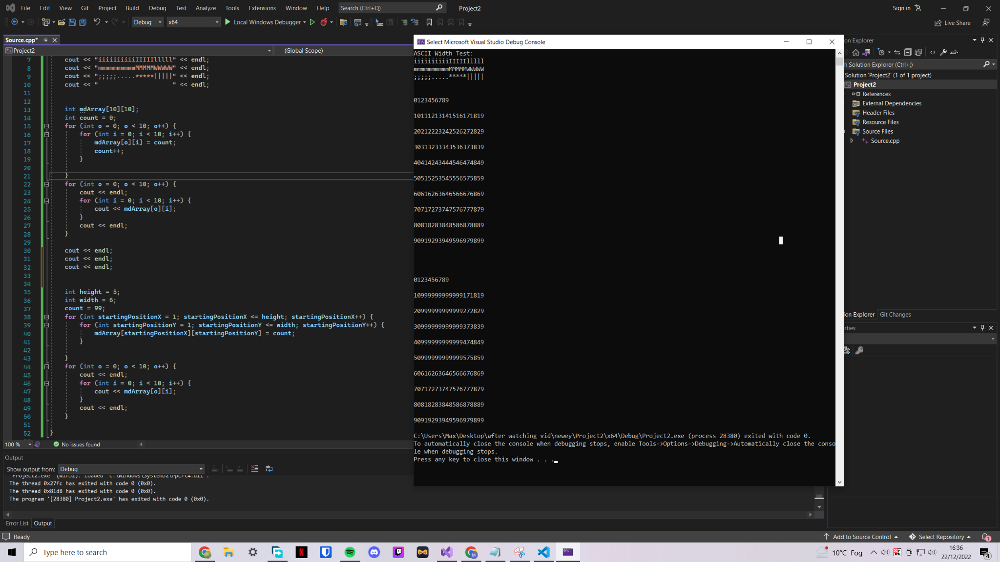 File Edit View Git Project Build Debug Test Analyze Tools Extensions Window Help Search (Ctrl+Q) Project2 Sign in
Debug x64 Local Windows Debugger Live Share
Source.cpp*
Project2 (Global Scope)
7 cout << "iiiiiiiiiiIIIIIlllll" << endl;
8 cout << "mmmmmmmmmmMMMMMWWWWW" << endl;
9 cout << ";;;;;.....*****|||||" << endl;
10 cout << "                    " << endl;
11
12
13 int mdArray[10][10];
14 int count = 0;
15 for (int o = 0; o < 10; o++) {
16 for (int i = 0; i < 10; i++) {
17 mdArray[o][i] = count;
18 count++;
19 }
20
21 }
22 for (int o = 0; o < 10; o++) {
23 cout << endl;
24 for (int i = 0; i < 10; i++) {
25 cout << mdArray[o][i];
26 }
27 cout << endl;
28 }
29
30 cout << endl;
31 cout << endl;
32 cout << endl;
33
34
35 int height = 5;
36 int width = 6;
37 count = 99;
38 for (int startingPositionX = 1; startingPositionX <= height; startingPositionX++) {
39 for (int startingPositionY = 1; startingPositionY <= width; startingPositionY++) {
40 mdArray[startingPositionX][startingPositionY] = count;
41 }
42
43 }
44 for (int o = 0; o < 10; o++) {
45 cout << endl;
46 for (int i = 0; i < 10; i++) {
47 cout << mdArray[o][i];
48 }
49 cout << endl;
50 }
51
52 }
100 % No issues found
Output
Show output from: Debug
'Project2.exe' (Win32): Loaded 'C:\Windows\System32\rpcrt4.dll'.
The thread 0x27fc has exited with code 0 (0x0).
The thread 0x81d8 has exited with code 0 (0x0).
The program '[28380] Project2.exe' has exited with code 0 (0x0).
Error List Output
Select Microsoft Visual Studio Debug Console
ASCII Width Test:
iiiiiiiiiiIIIIIlllll
mmmmmmmmmmMMMMMWWWWW
;;;;;.....*****|||||
0123456789
10111213141516171819
20212223242526272829
30313233343536373839
40414243444546474849
50515253545556575859
60616263646566676869
70717273747576777879
80818283848586878889
90919293949596979899
0123456789
10999999999999171819
20999999999999272829
30999999999999373839
40999999999999474849
50999999999999575859
60616263646566676869
70717273747576777879
80818283848586878889
90919293949596979899
C:\Users\Max\Desktop\after watching vid\newey\Project2\x64\Debug\Project2.exe (process 28380) exited with code 0.
To automatically close the console when debugging stops, enable Tools->Options->Debugging->Automatically close the conso
le when debugging stops.
Press any key to close this window . . .
on Explorer
h Solution Explorer (Ctrl+;)
Solution 'Project2' (1 of 1 project)
Project2
References
External Dependencies
Header Files
Resource Files
Source Files
Source.cpp
ion Explorer Git Changes
rties
Ready Add to Source Control Select Repository 1
Type here to search 10°C Fog 16:36
22/12/2022 4